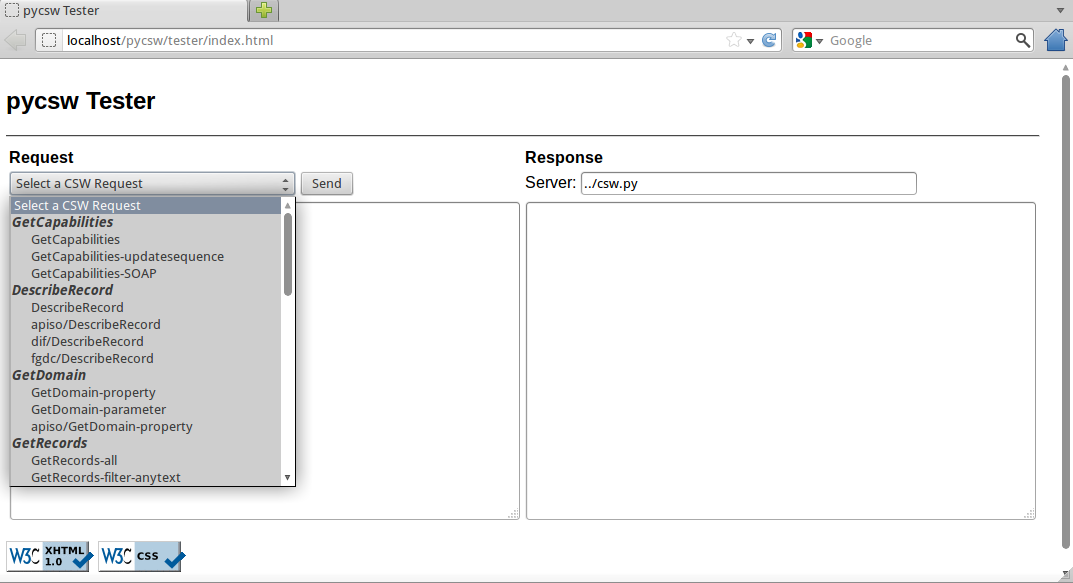 pycsw Tester
localhost/pycsw/tester/index.html
Google
pycsw Tester
Request
Response
Select a CSW Request
Send
Server: ../csw.py
Select a CSW Request
GetCapabilities
GetCapabilities
GetCapabilities-updatesequence
GetCapabilities-SOAP
DescribeRecord
DescribeRecord
apiso/DescribeRecord
dif/DescribeRecord
fgdc/DescribeRecord
GetDomain
GetDomain-property
GetDomain-parameter
apiso/GetDomain-property
GetRecords
GetRecords-all
GetRecords-filter-anytext
W3C XHTML 1.0
W3C CSS